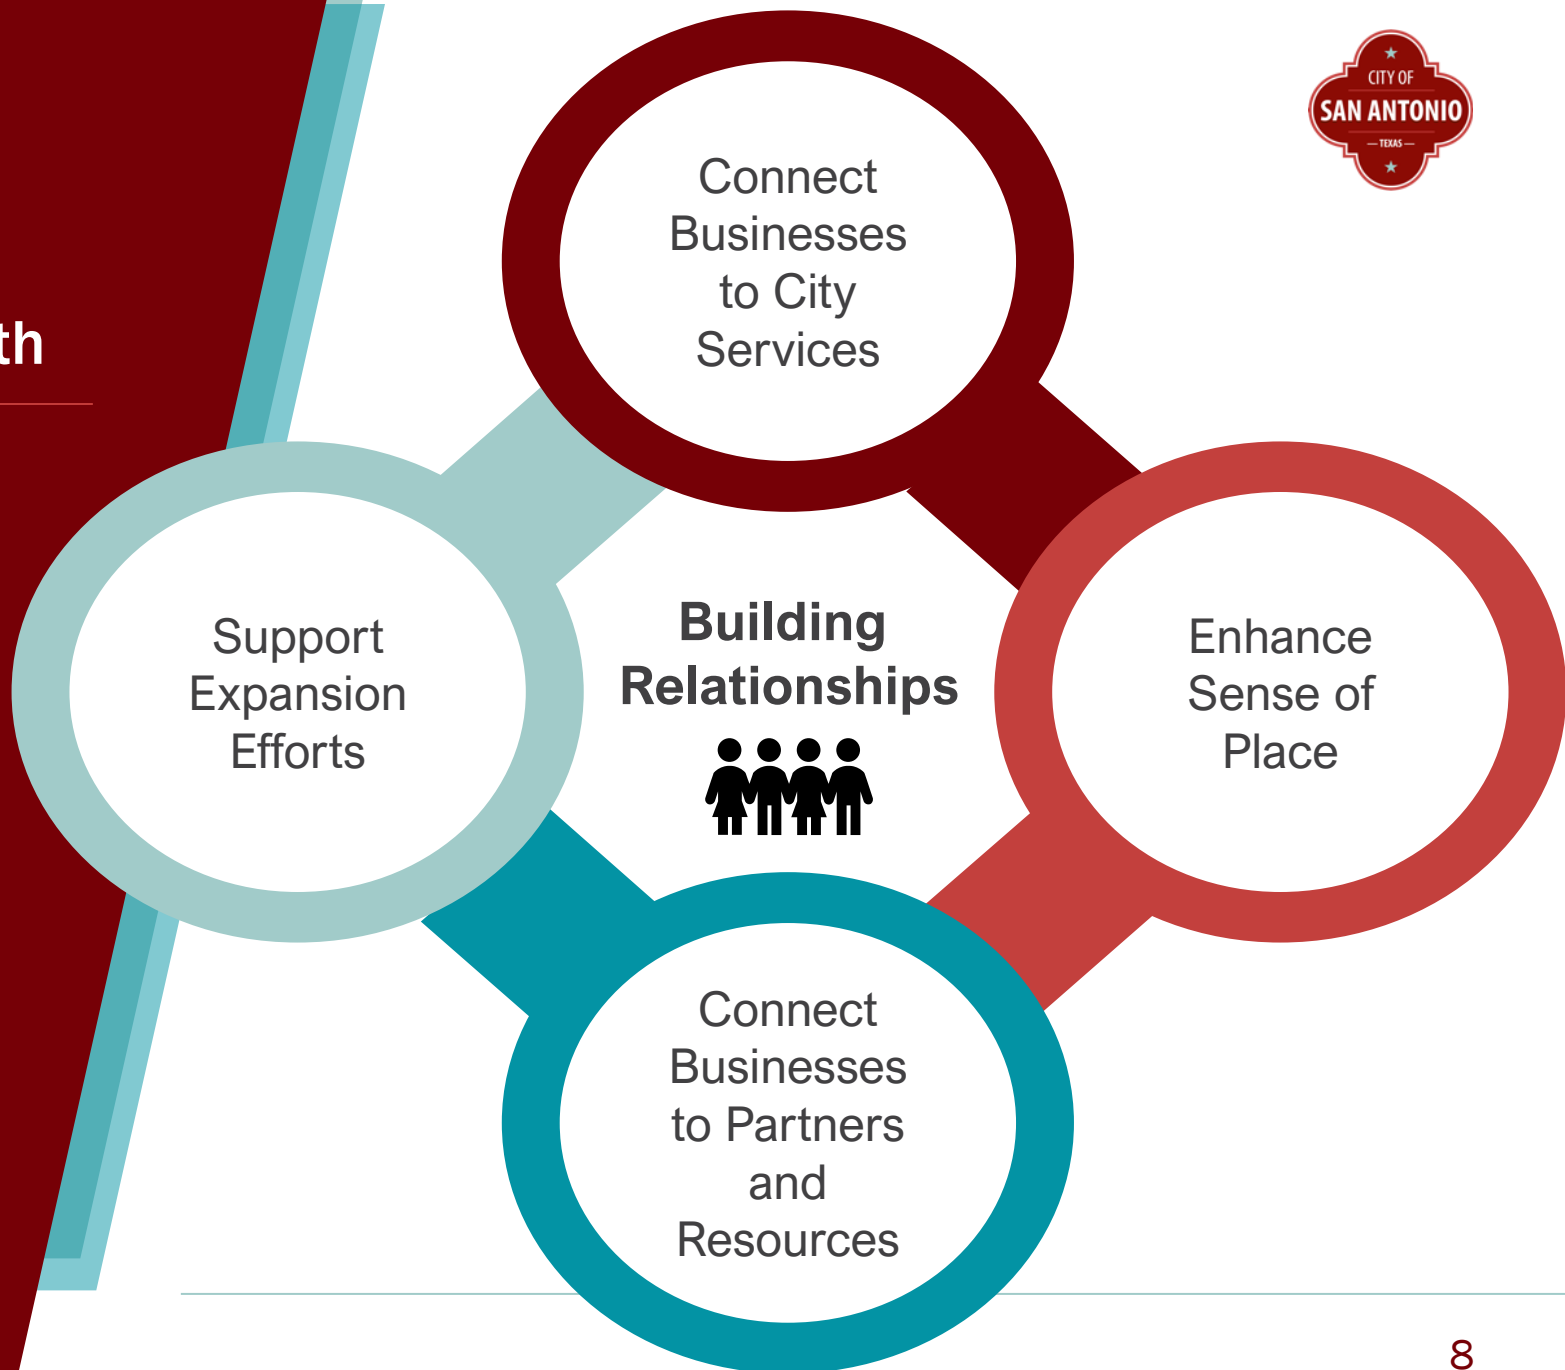 CITY OF
SAN ANTONIO
TEXAS
th
Connect
Businesses
to City
Services
Support
Expansion
Efforts
Building
Relationships
Enhance
Sense of
Place
Connect
Businesses
to Partners
and
Resources
8